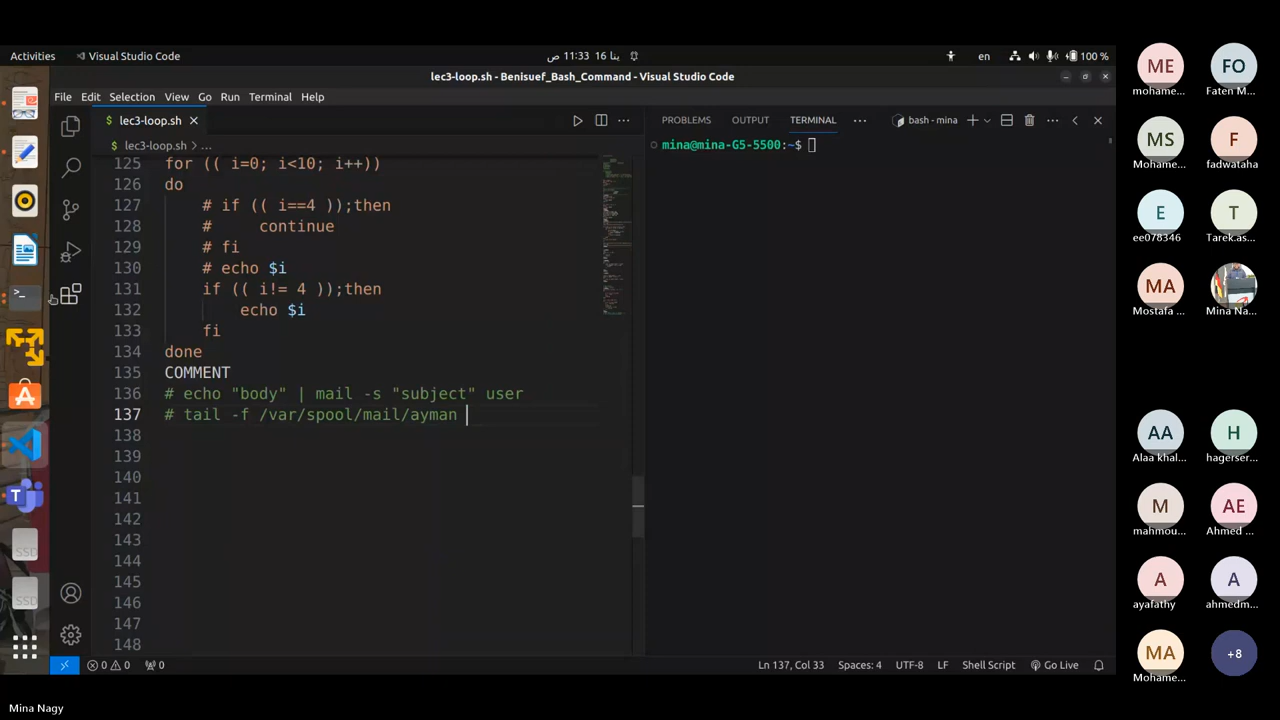 Activities
Visual Studio Code
11:33 ص 16 ينا
en
100 %
lec3-loop.sh - Benisuef_Bash_Command - Visual Studio Code
File Edit Selection View Go Run Terminal Help
lec3-loop.sh
PROBLEMS OUTPUT TERMINAL
bash - mina
lec3-loop.sh > ...
mina@mina-G5-5500:~$
125 for (( i=0; i<10; i++))
126 do
127 # if (( i==4 ));then
128 # continue
129 # fi
130 # echo $i
131 if (( i!= 4 ));then
132 echo $i
133 fi
134 done
135 COMMENT
136 # echo "body" | mail -s "subject" user
137 # tail -f /var/spool/mail/ayman
138
139
140
141
142
143
144
145
146
147
148
0 0 0
Ln 137, Col 33 Spaces: 4 UTF-8 LF Shell Script Go Live
SSD
SSD
ME FO
mohame... Faten M...
MS F
Mohame... fadwataha
E T
ee078346 Tarek.as...
MA
Mostafa ... Mina Na...
AA H
Alaa khal... hagerser...
M AE
mahmou... Ahmed ...
A A
ayafathy ahmedm...
MA +8
Mohame...
Mina Nagy